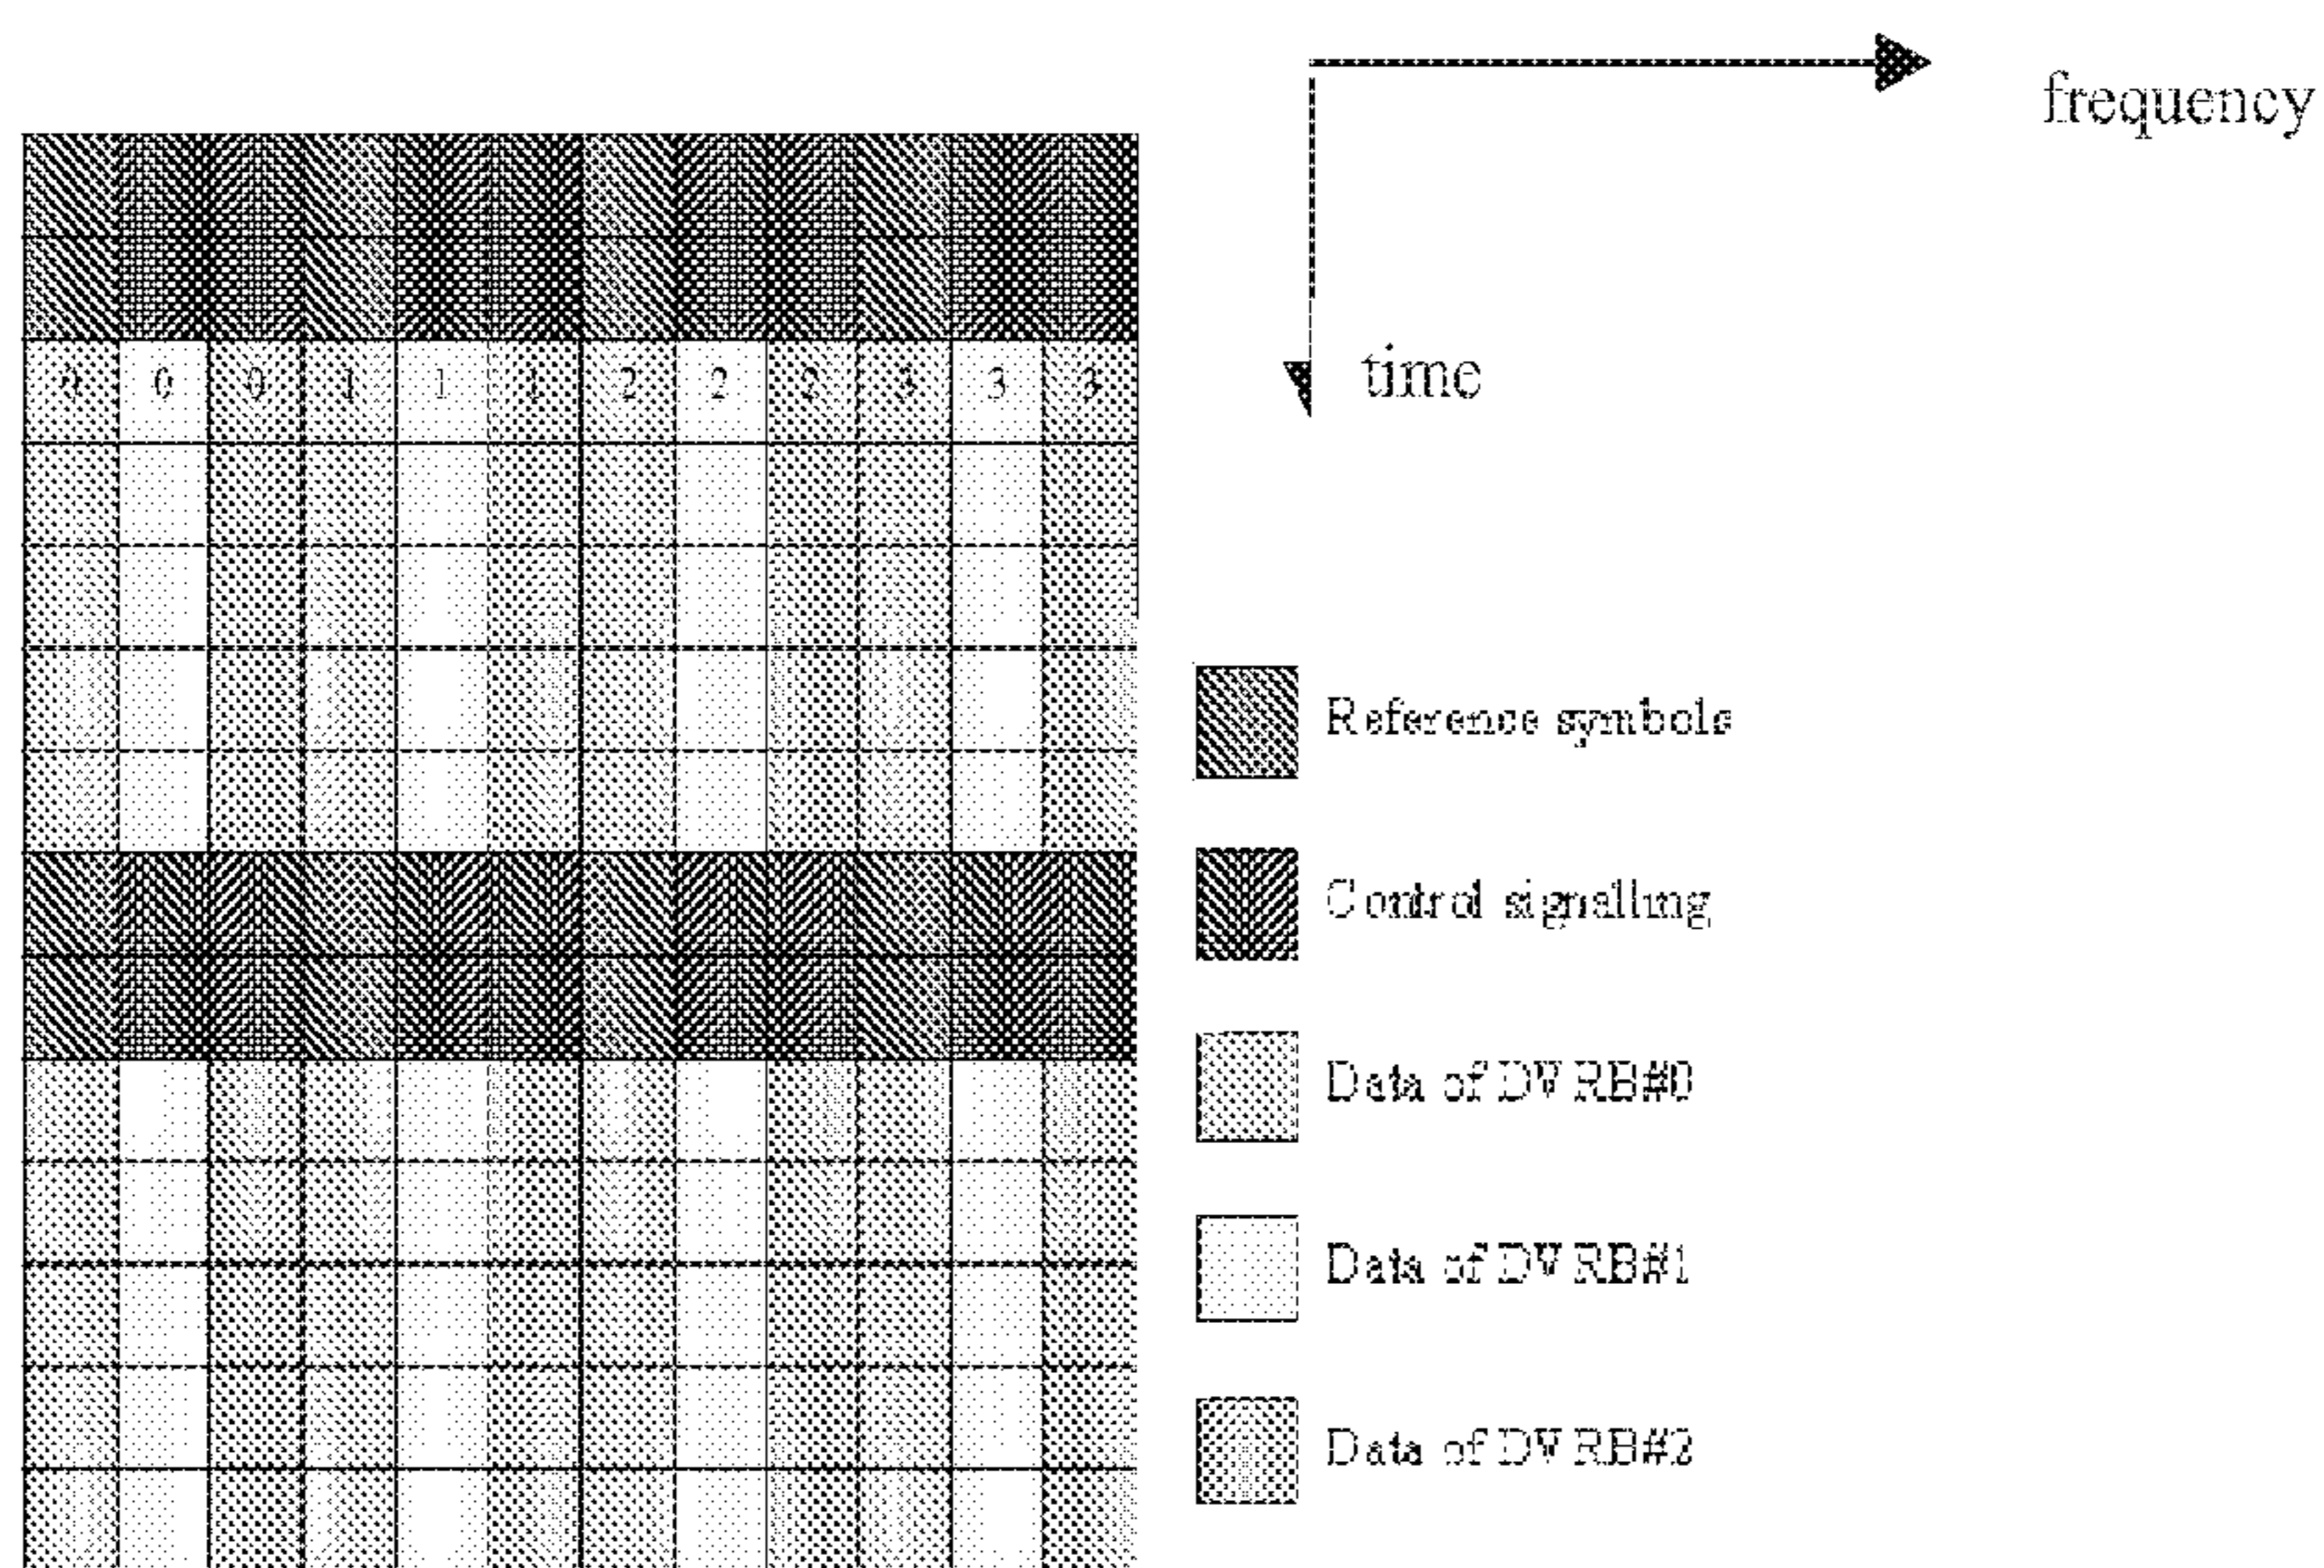 frequency
0 0 0 1 1 1 2 2 2 3 3 3
time
Reference symbols
Control signalling
Data of DVRB#0
Data of DVRB#1
Data of DVRB#2